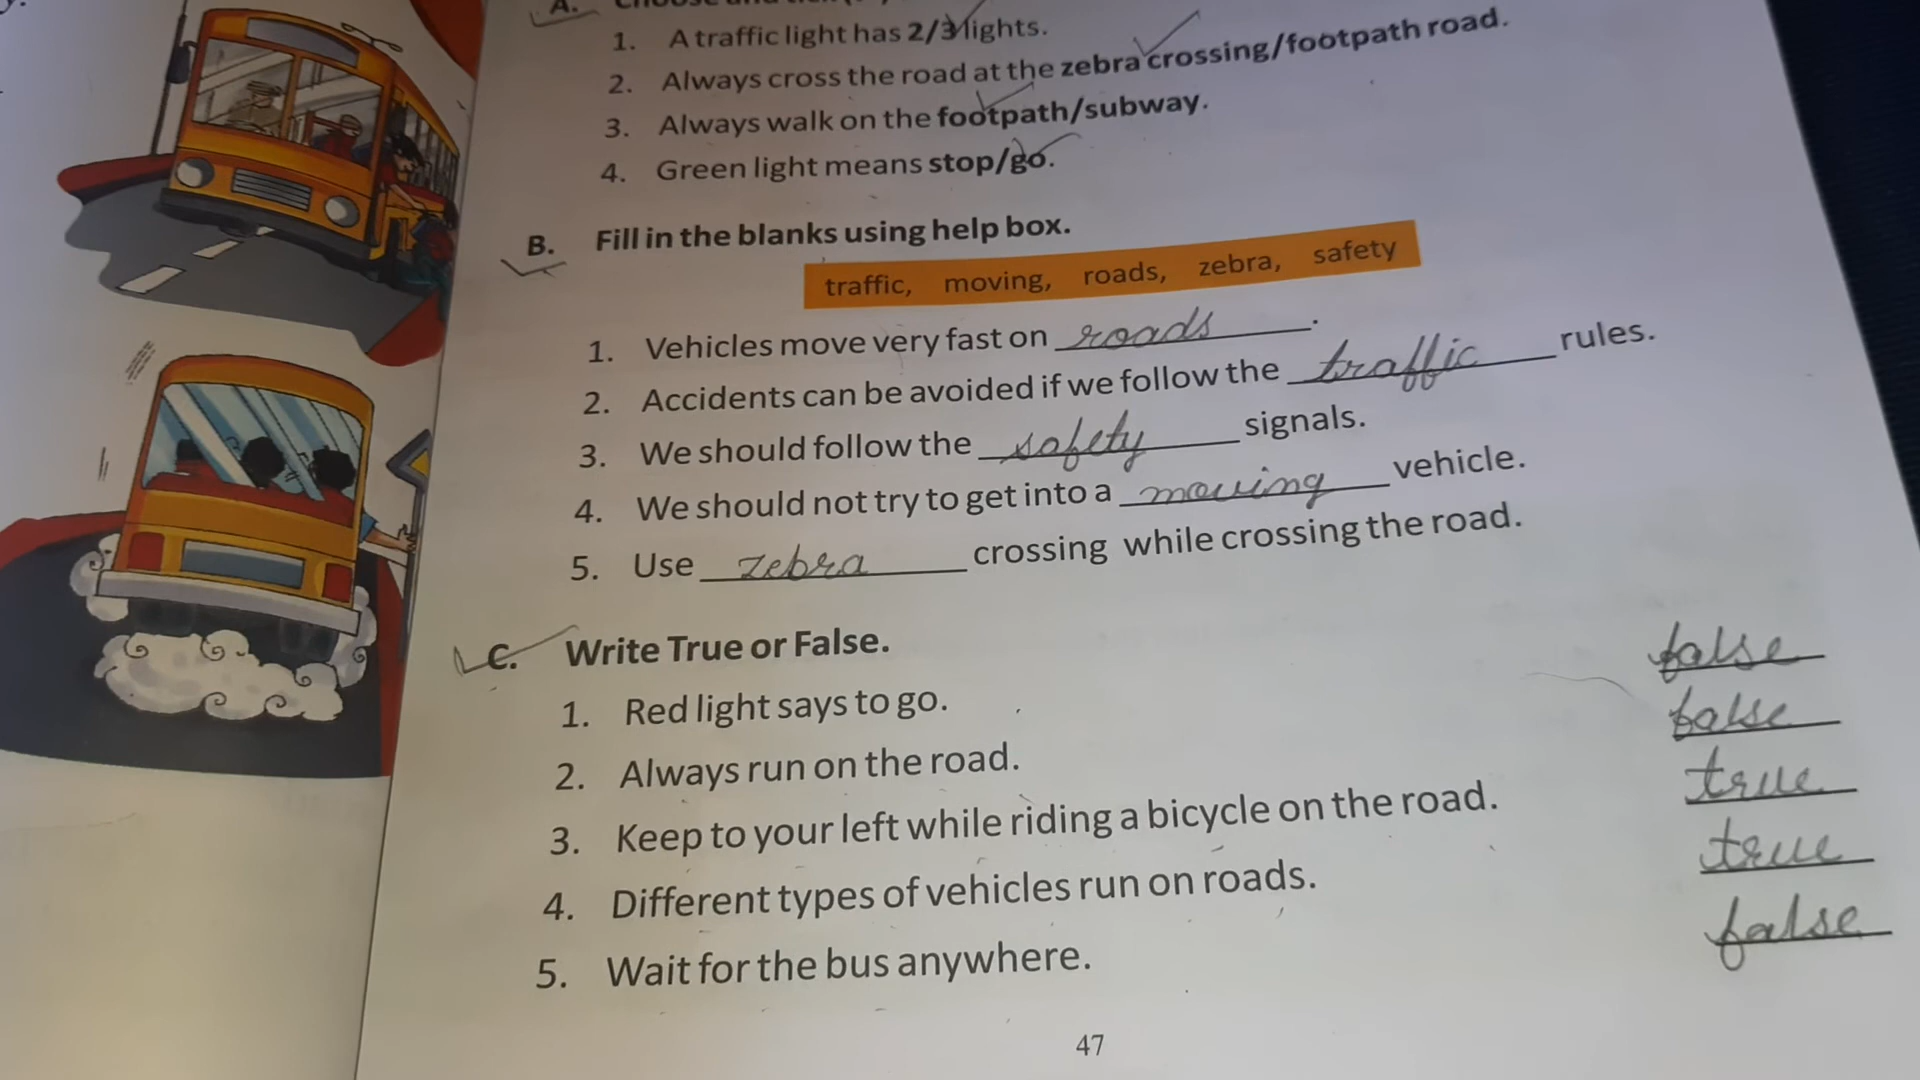 A.
1. A traffic light has 2/3 lights.
2. Always cross the road at the zebra crossing/footpath road.
3. Always walk on the footpath/subway.
4. Green light means stop/go.
B. Fill in the blanks using help box.
traffic, moving, roads, zebra, safety
1. Vehicles move very fast on roads.
2. Accidents can be avoided if we follow the traffic rules.
3. We should follow the safety signals.
4. We should not try to get into a moving vehicle.
5. Use zebra crossing while crossing the road.
C. Write True or False.
1. Red light says to go. false
2. Always run on the road. false
3. Keep to your left while riding a bicycle on the road. true
4. Different types of vehicles run on roads. true
5. Wait for the bus anywhere. false
47